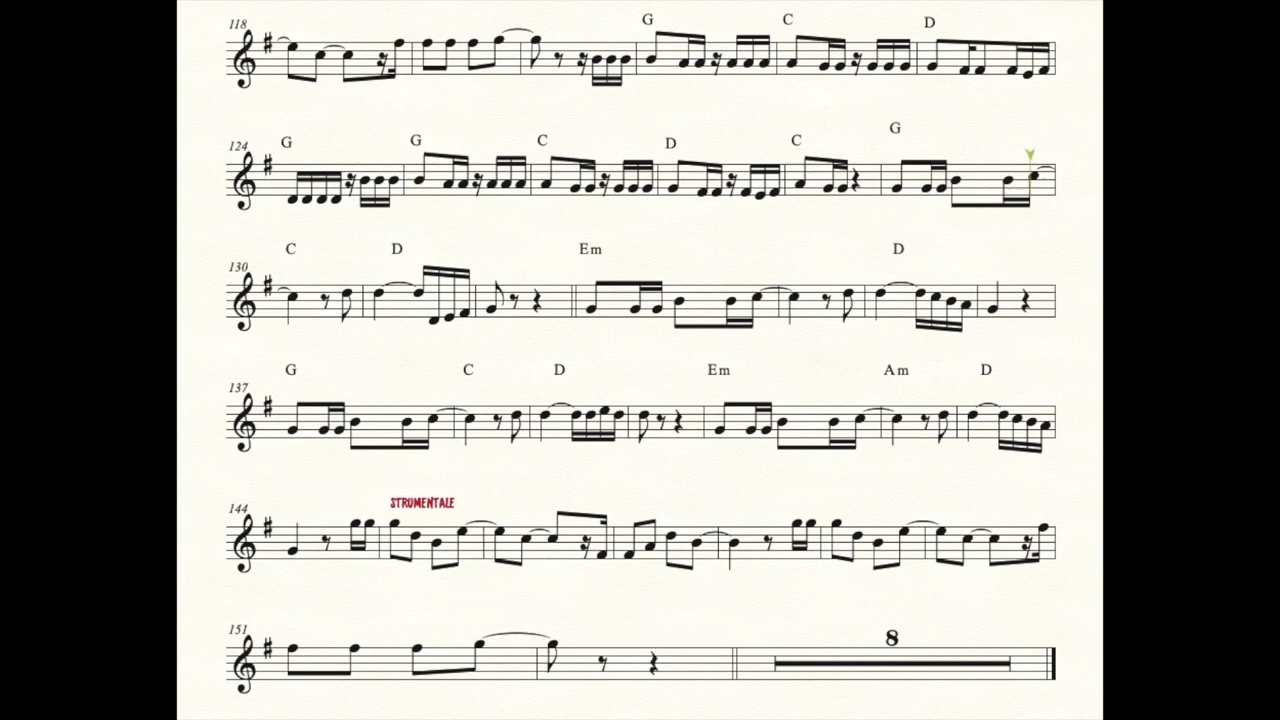 118 G C D
124 G G C D C G
130 C D Em D
137 G C D Em Am D
144 STRUMENTALE
151 8